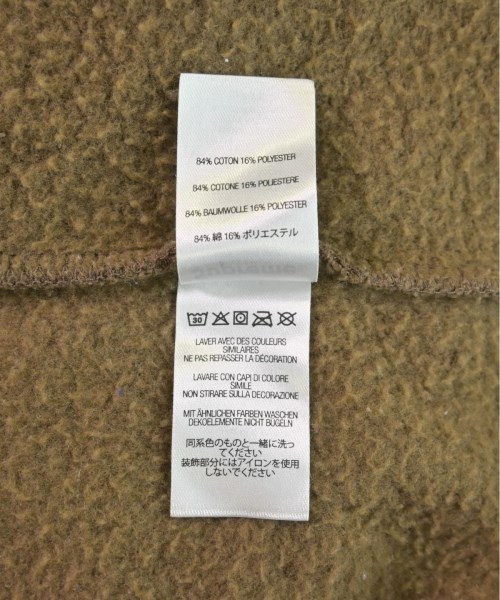 84% COTON 16% POLYESTER
84% COTONE 16% POLIESTERE
84% BAUMWOLLE 16% POLYESTER
84% 綿 16% ポリエステル
30
LAVER AVEC DES COULEURS
SIMILAIRES
NE PAS REPASSER LA DÉCORATION
LAVARE CON CAPI DI COLORE
SIMILE
NON STIRARE SULLA DECORAZIONE
MIT ÄHNLICHEN FARBEN WASCHEN
DEKOELEMENTE NICHT BÜGELN
同系色のものと一緒に洗っ
てください
装飾部分にはアイロンを使用
しないでください